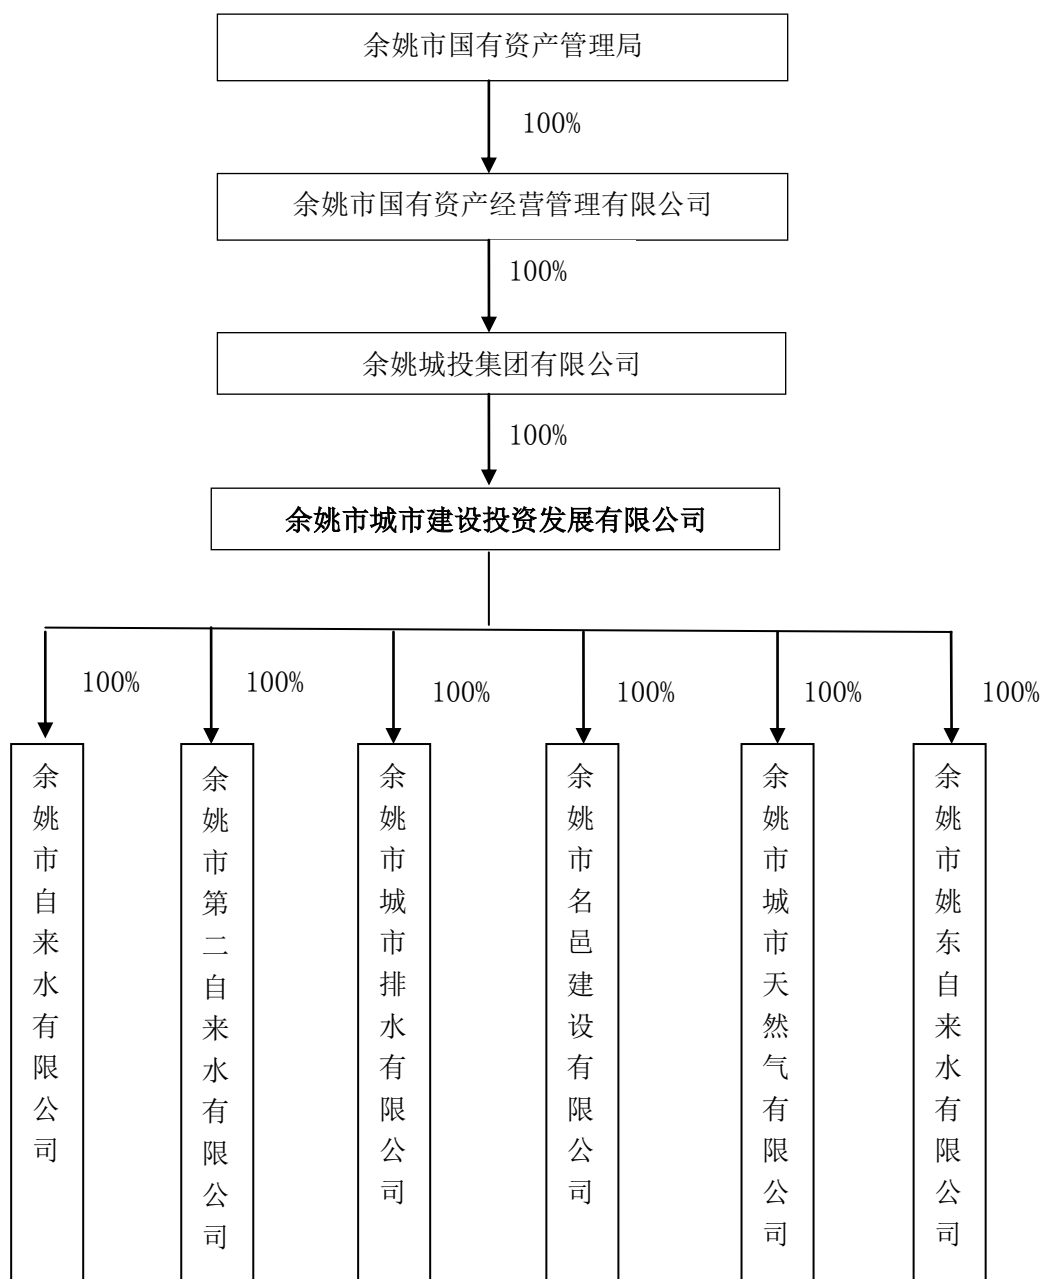 余姚市国有资产管理局
100%
余姚市国有资产经营管理有限公司
100%
余姚城投集团有限公司
100%
余姚市城市建设投资发展有限公司
100%
100%
100%
100%
100%
100%
余姚市自来水有限公司
余姚市第二自来水有限公司
余姚市城市排水有限公司
余姚市名邑建设有限公司
余姚市城市天然气有限公司
余姚市姚东自来水有限公司